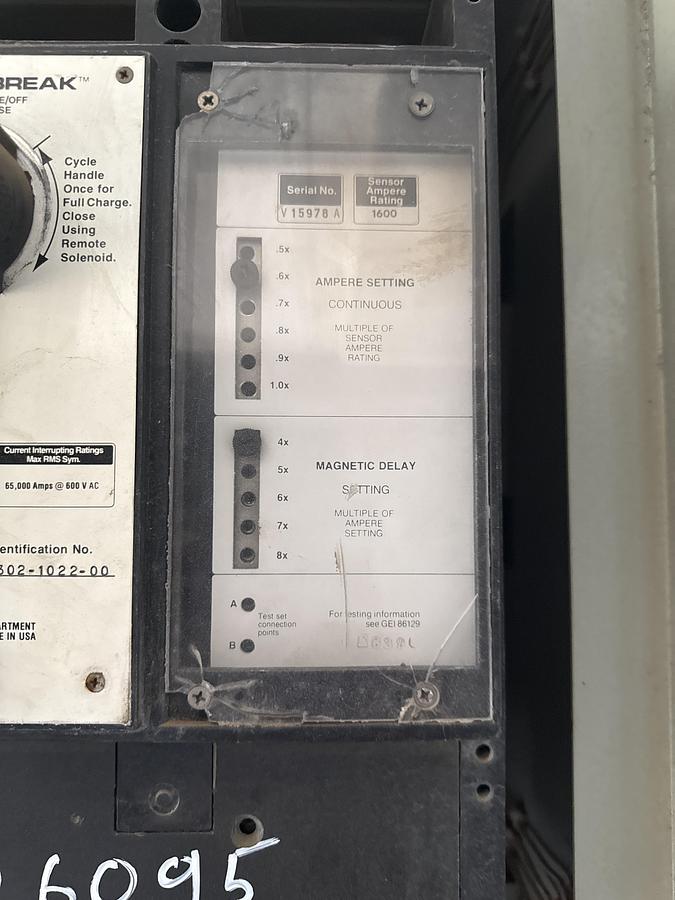 BREAK™
E/OFF
SE
Cycle
Handle
Once for
Full Charge.
Close
Using
Remote
Solenoid.
Current Interrupting Ratings
Max RMS Sym.
65,000 Amps @ 600 V AC
entification No.
302-1022-00
ARTMENT
E IN USA
Serial No.
V 15978 A
Sensor
Ampere
Rating
1600
.5x
.6x
.7x
.8x
.9x
1.0x
AMPERE SETTING
CONTINUOUS
MULTIPLE OF
SENSOR
AMPERE
RATING
4x
5x
6x
7x
8x
MAGNETIC DELAY
SETTING
MULTIPLE OF
AMPERE
SETTING
A
B
Test set
connection
points
For testing information
see GEI 86129
6095